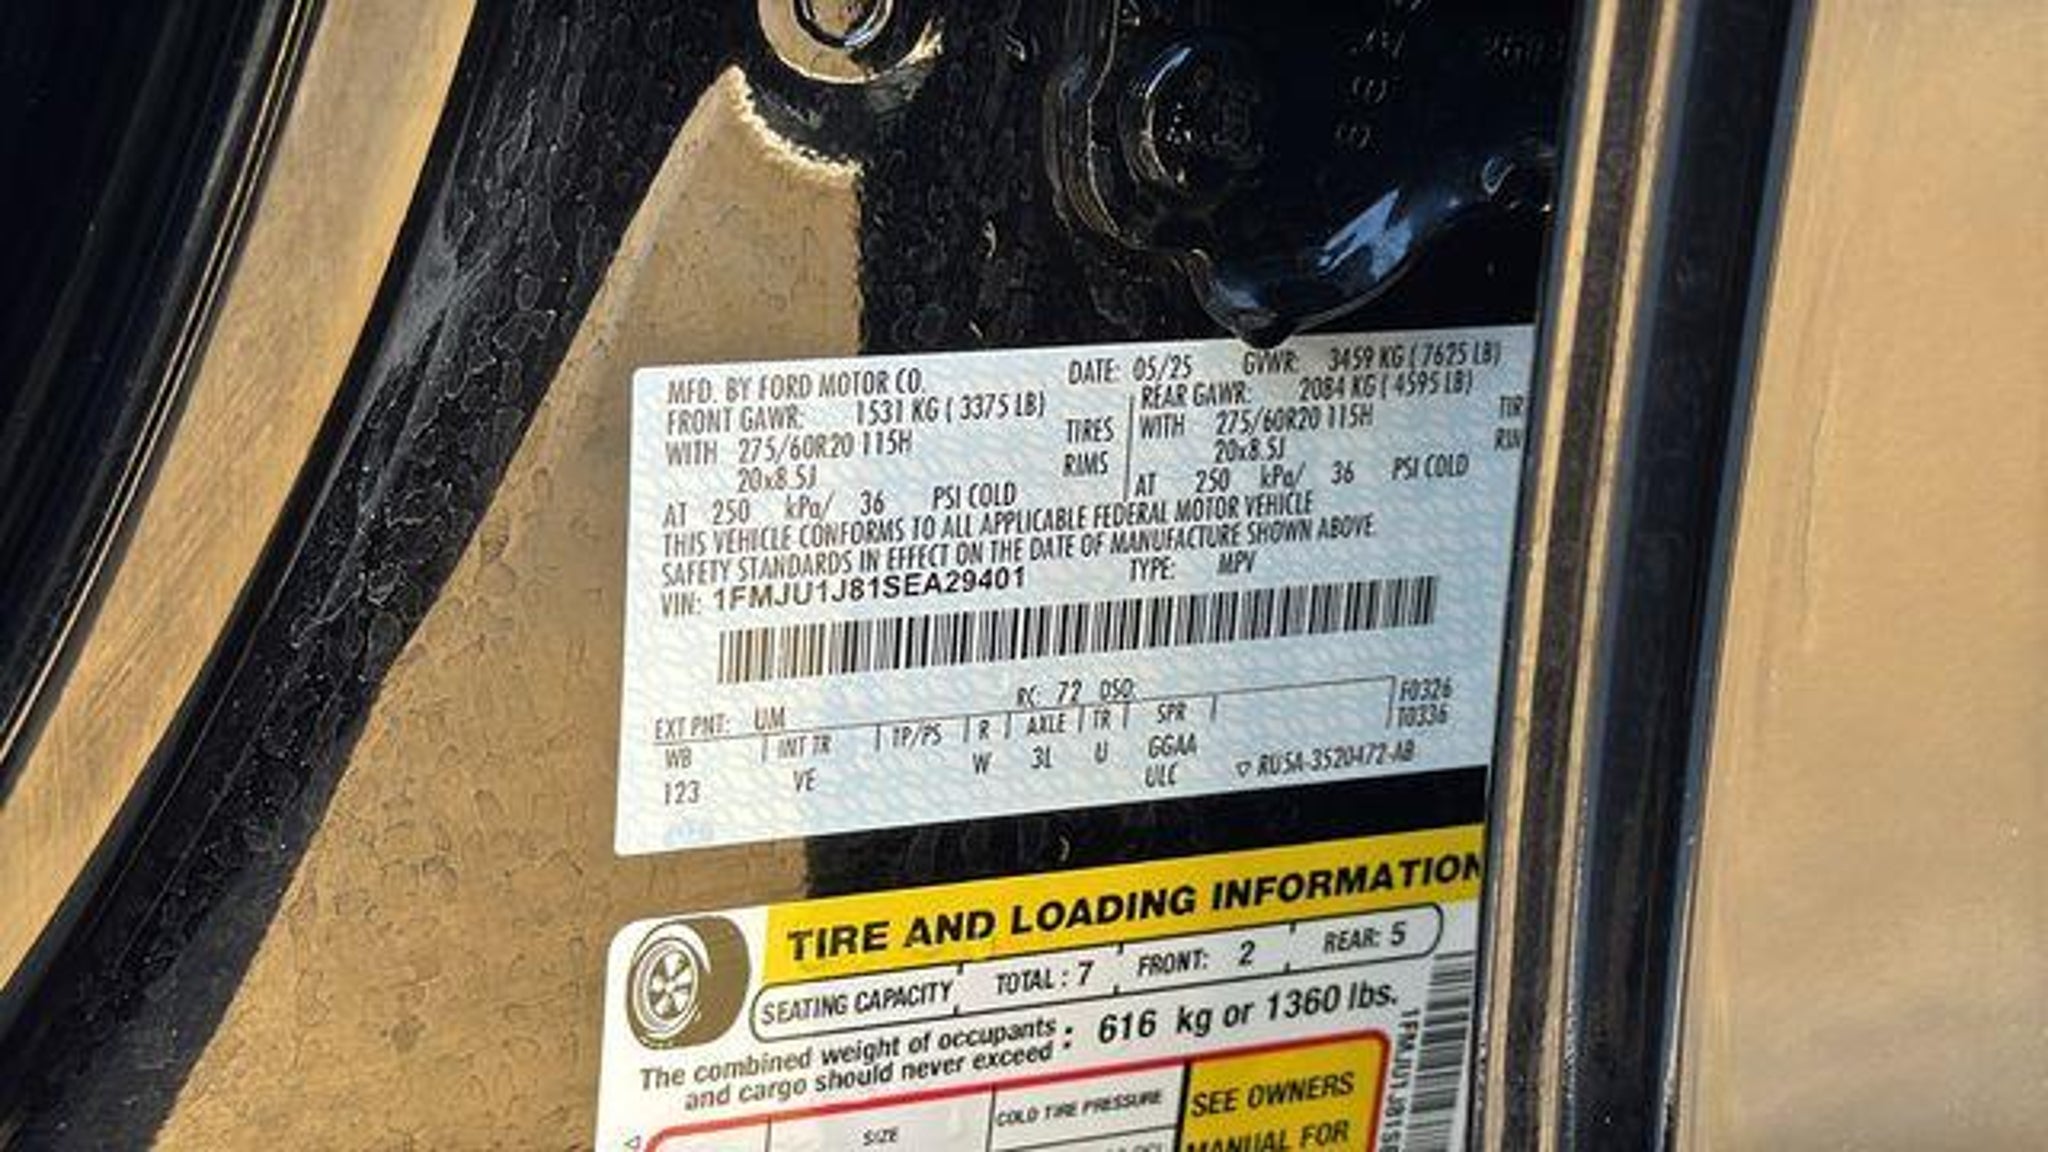 MFD. BY FORD MOTOR CO. DATE: 05/25 GVWR: 3459 KG ( 7625 LB)
FRONT GAWR: 1531 KG ( 3375 LB) REAR GAWR: 2084 KG ( 4595 LB)
WITH 275/60R20 115H TIRES WITH 275/60R20 115H TIR
20x8.5J RIMS 20x8.5J RIM
AT 250 kPa/ 36 PSI COLD AT 250 kPa/ 36 PSI COLD
THIS VEHICLE CONFORMS TO ALL APPLICABLE FEDERAL MOTOR VEHICLE
SAFETY STANDARDS IN EFFECT ON THE DATE OF MANUFACTURE SHOWN ABOVE.
VIN: 1FMJU1J81SEA29401 TYPE: MPV
EXT PNT: UM RC: 72 DSO: F0326
WB INT TR TP/PS R AXLE TR SPR T0336
123 VE W 3L U GGAA
ULC ▽ RU5A-3520472-AB
TIRE AND LOADING INFORMATION
SEATING CAPACITY TOTAL : 7 FRONT: 2 REAR: 5
The combined weight of occupants
and cargo should never exceed : 616 kg or 1360 lbs.
SIZE COLD TIRE PRESSURE SEE OWNERS
MANUAL FOR